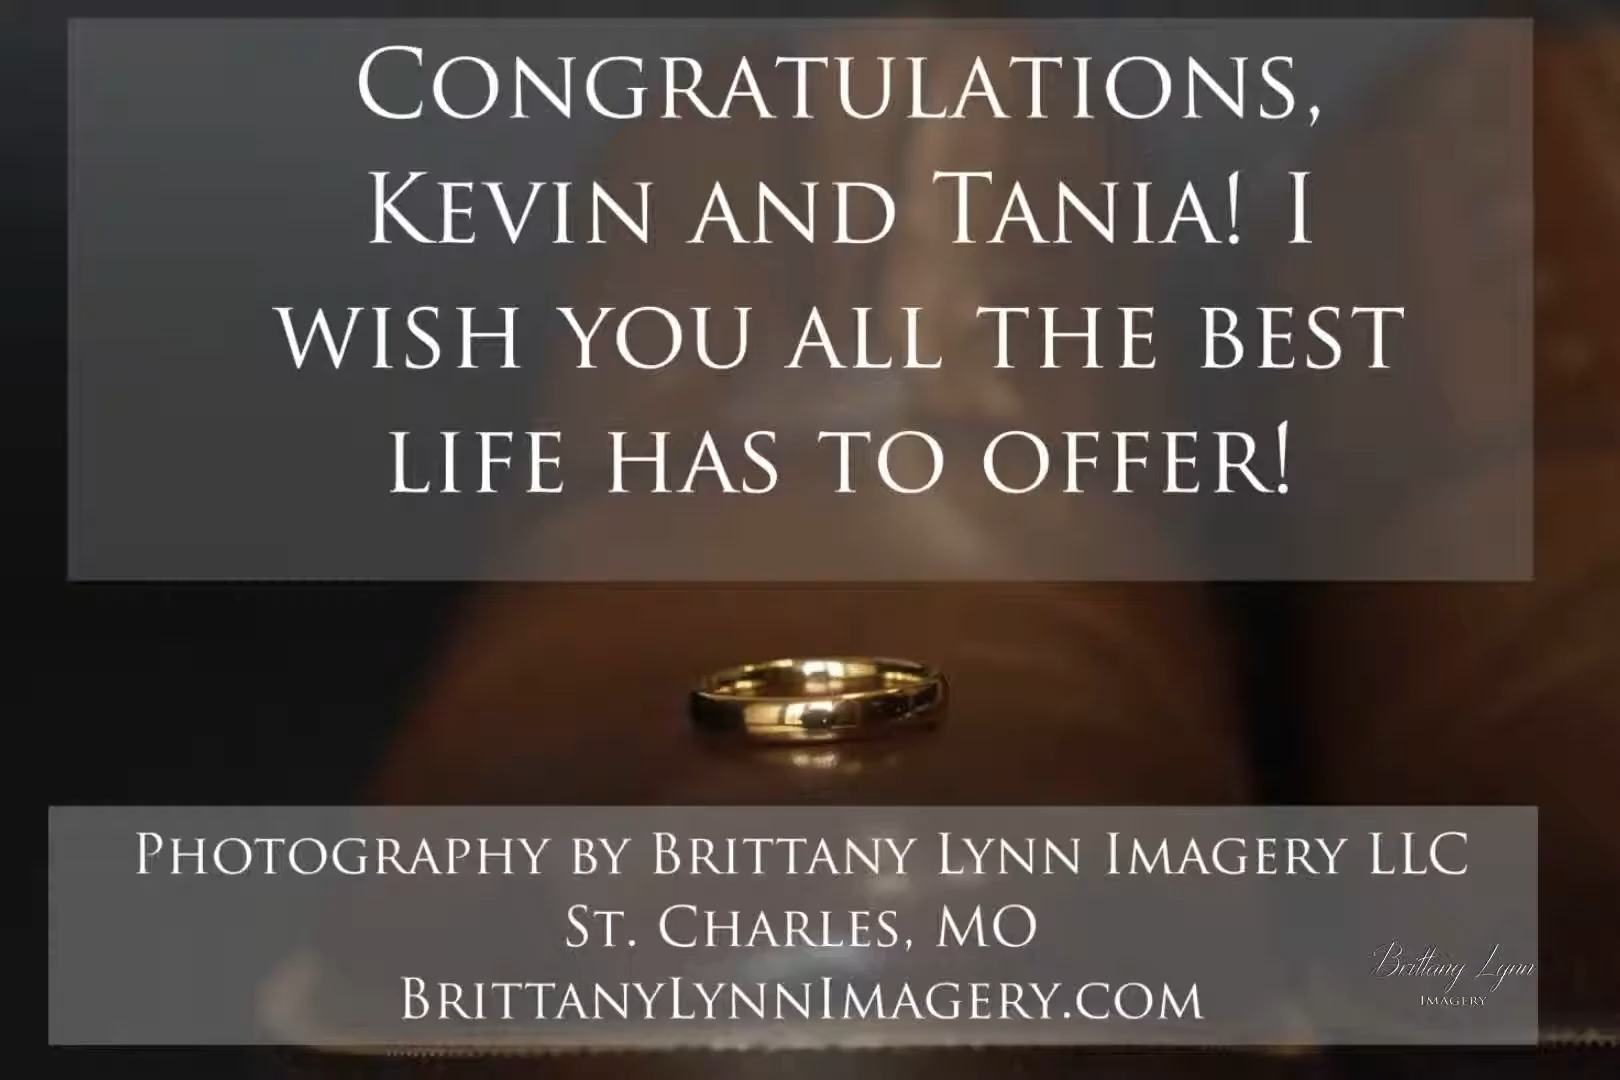 Congratulations,
Kevin and Tania! I
wish you all the best
life has to offer!
Photography by Brittany Lynn Imagery LLC
St. Charles, MO
BrittanyLynnImagery.com
Brittany Lynn
Imagery